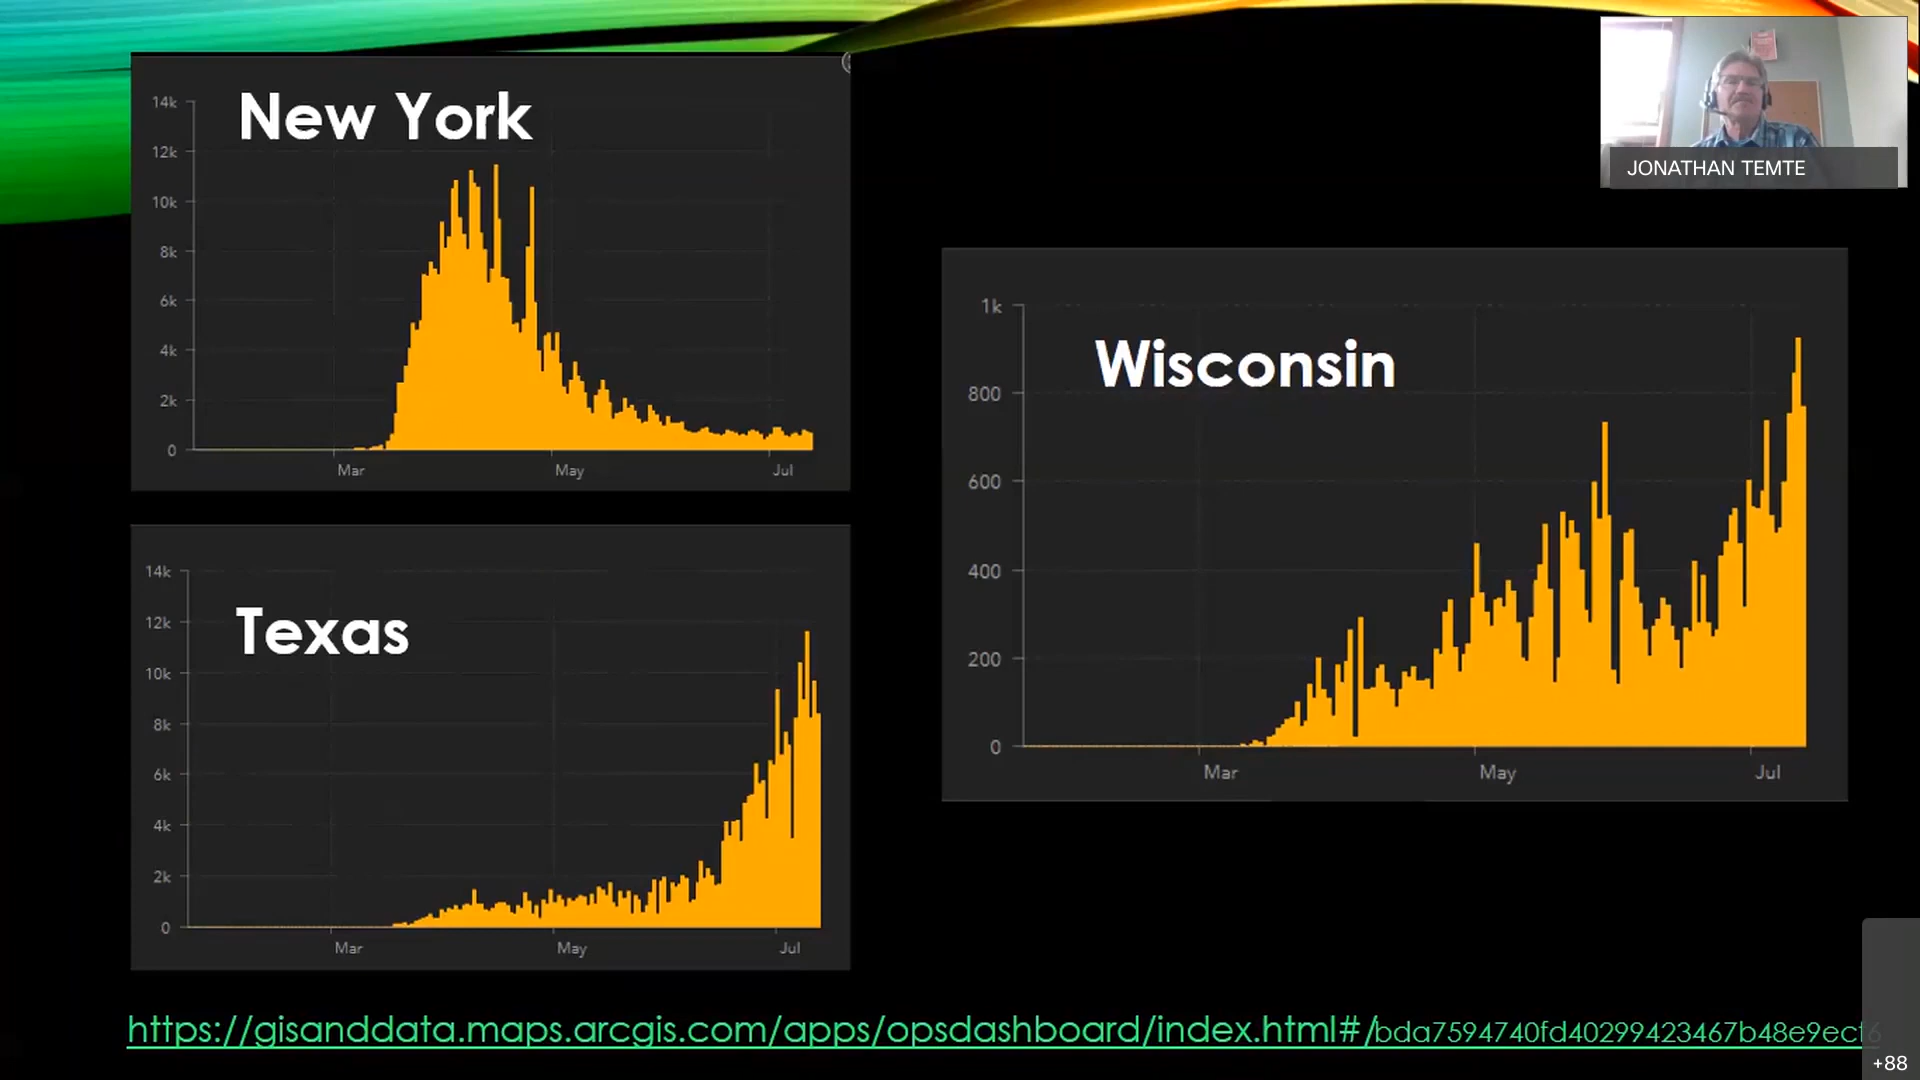 New York
14k
12k
10k
8k
6k
4k
2k
0
Mar May Jul
JONATHAN TEMTE
Wisconsin
1k
800
600
400
200
0
Mar May Jul
Texas
14k
12k
10k
8k
6k
4k
2k
0
Mar May Jul
https://gisanddata.maps.arcgis.com/apps/opsdashboard/index.html#/bda7594740fd40299423467b48e9ecf6
+88